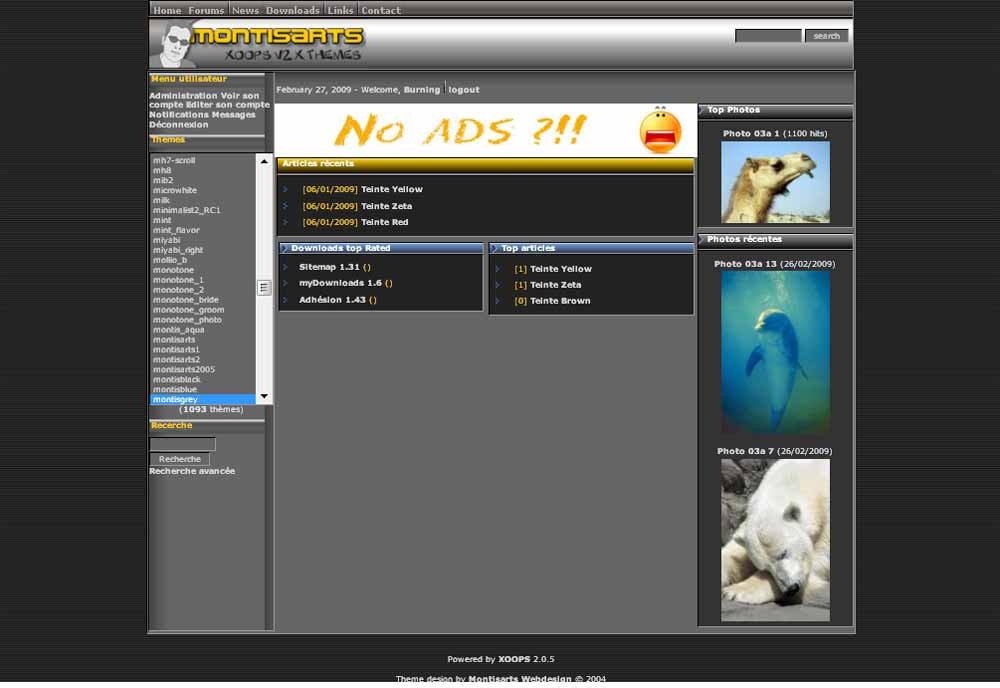 Home Forums News Downloads Links Contact
MONTISARTS
XOOPS V2 X THEMES
search
Menu utilisateur
Administration Voir son
compte Editer son compte
Notifications Messages
Déconnexion
Themes
mh7-scroll
mh8
mib2
microwhite
milk
minimalist2_RC1
mint
mint_flavor
miyabi
miyabi_right
mollio_b
monotone
monotone_1
monotone_2
monotone_bride
monotone_groom
monotone_photo
montis_aqua
montisarts
montisarts1
montisarts2
montisarts2005
montisblack
montisblue
montisgrey
(1093 thèmes)
Recerche
Recherche
Recherche avancée
February 27, 2009 - Welcome, Burning logout
No ADS ?!!
Articles récents
[06/01/2009] Teinte Yellow
[06/01/2009] Teinte Zeta
[06/01/2009] Teinte Red
Downloads top Rated
Sitemap 1.31 ()
myDownloads 1.6 ()
Adhésion 1.43 ()
Top articles
[1] Teinte Yellow
[1] Teinte Zeta
[0] Teinte Brown
Top Photos
Photo 03a 1 (1100 hits)
Photos récentes
Photo 03a 13 (26/02/2009)
Photo 03a 7 (26/02/2009)
Powered by XOOPS 2.0.5
Theme design by Montisarts Webdesign © 2004